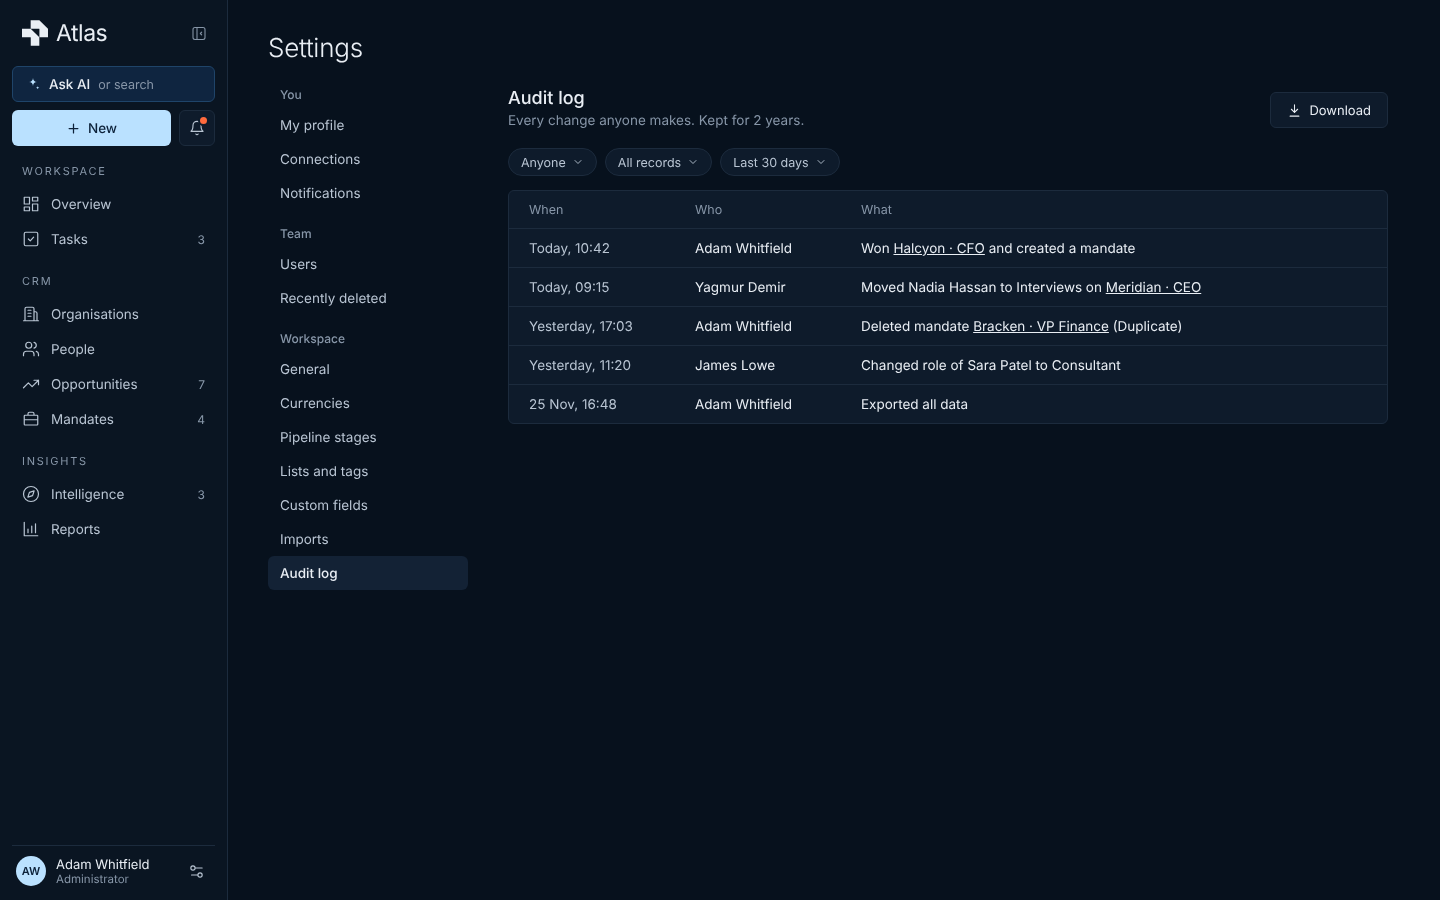 Atlas
Ask AI or search
New
WORKSPACE
Overview
Tasks 3
CRM
Organisations
People
Opportunities 7
Mandates 4
INSIGHTS
Intelligence 3
Reports
AW
Adam Whitfield
Administrator
Settings
You
My profile
Connections
Notifications
Team
Users
Recently deleted
Workspace
General
Currencies
Pipeline stages
Lists and tags
Custom fields
Imports
Audit log
Audit log
Every change anyone makes. Kept for 2 years.
Download
Anyone All records Last 30 days
When Who What
Today, 10:42 Adam Whitfield Won Halcyon · CFO and created a mandate
Today, 09:15 Yagmur Demir Moved Nadia Hassan to Interviews on Meridian · CEO
Yesterday, 17:03 Adam Whitfield Deleted mandate Bracken · VP Finance (Duplicate)
Yesterday, 11:20 James Lowe Changed role of Sara Patel to Consultant
25 Nov, 16:48 Adam Whitfield Exported all data